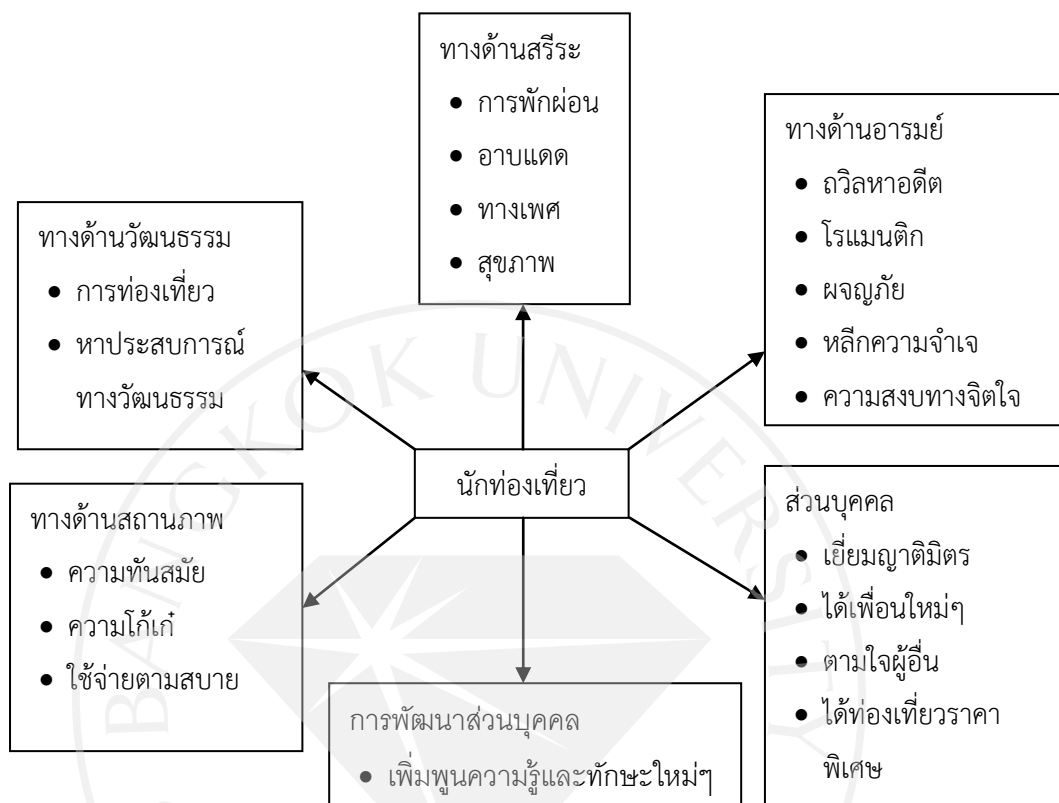 ทางด้านสรีระ
● การพักผ่อน
● อาบแดด
● ทางเพศ
● สุขภาพ
ทางด้านอารมย์
● ถวิลหาอดีต
● โรแมนติก
● ผจญภัย
● หลีกความจำเจ
● ความสงบทางจิตใจ
ทางด้านวัฒนธรรม
● การท่องเที่ยว
● หาประสบการณ์
ทางวัฒนธรรม
นักท่องเที่ยว
ทางด้านสถานภาพ
● ความทันสมัย
● ความโก้เก๋
● ใช้จ่ายตามสบาย
ส่วนบุคคล
● เยี่ยมญาติมิตร
● ได้เพื่อนใหม่ๆ
● ตามใจผู้อื่น
● ได้ท่องเที่ยวราคา
พิเศษ
การพัฒนาส่วนบุคคล
● เพิ่มพูนความรู้และทักษะใหม่ๆ
BANGKOK UNIVERSITY